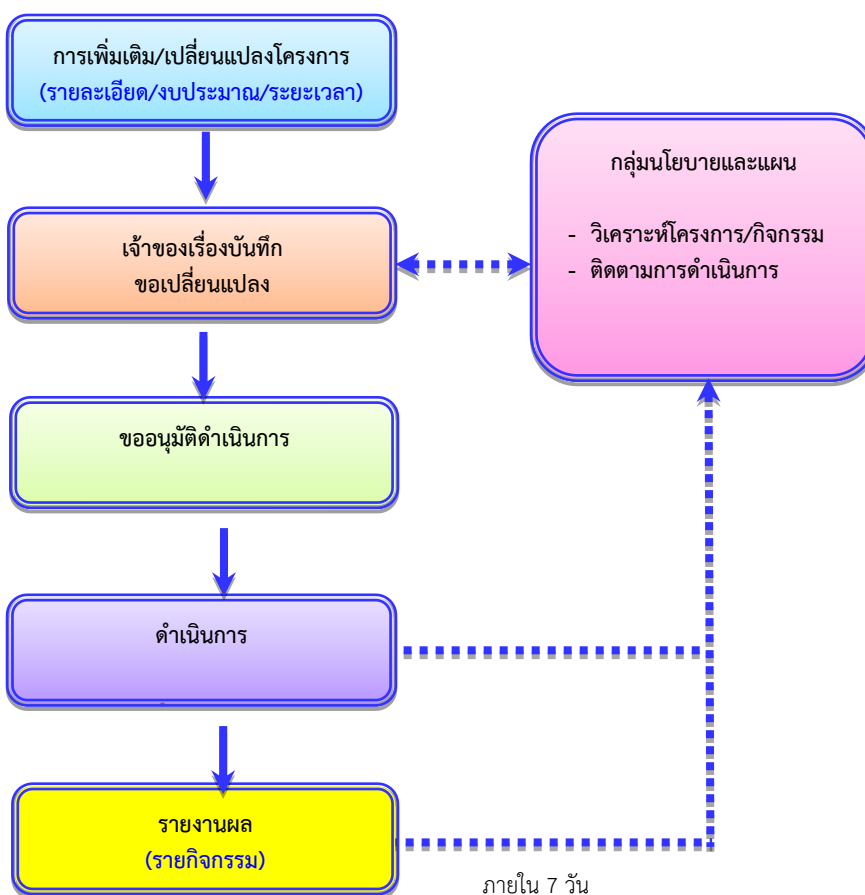 การเพิ่มเติม/เปลี่ยนแปลงโครงการ
(รายละเอียด/งบประมาณ/ระยะเวลา)
เจ้าของเรื่องบันทึก
ขอเปลี่ยนแปลง
กลุ่มนโยบายและแผน
- วิเคราะห์โครงการ/กิจกรรม
- ติดตามการดำเนินการ
ขออนุมัติดำเนินการ
ดำเนินการ
รายงานผล
(รายกิจกรรม)
ภายใน 7 วัน